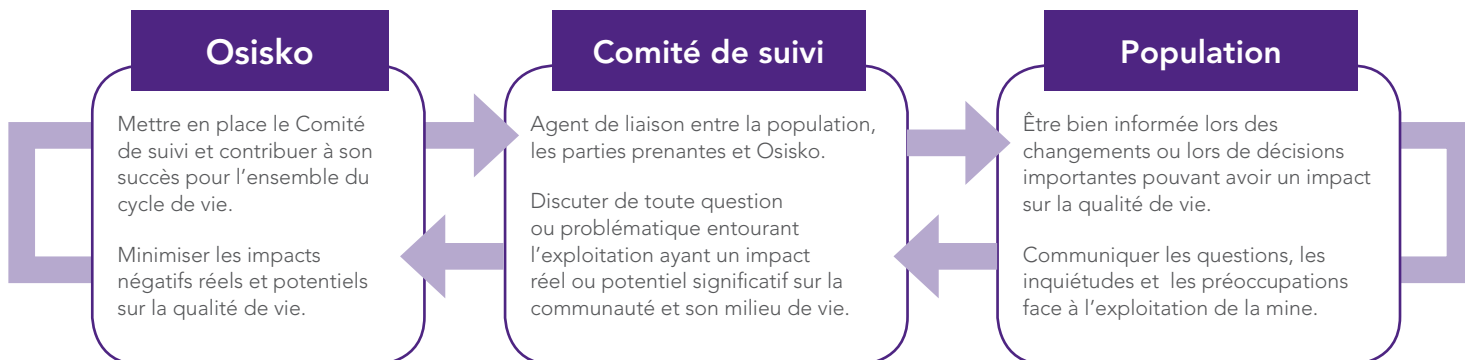 Osisko
Mettre en place le Comité
de suivi et contribuer à son
succès pour l’ensemble du
cycle de vie.
Minimiser les impacts
négatifs réels et potentiels
sur la qualité de vie.
Comité de suivi
Agent de liaison entre la population,
les parties prenantes et Osisko.
Discuter de toute question
ou problématique entourant
l’exploitation ayant un impact
réel ou potentiel significatif sur la
communauté et son milieu de vie.
Population
Être bien informée lors des
changements ou lors de décisions
importantes pouvant avoir un impact
sur la qualité de vie.
Communiquer les questions, les
inquiétudes et  les préoccupations
face à l’exploitation de la mine.